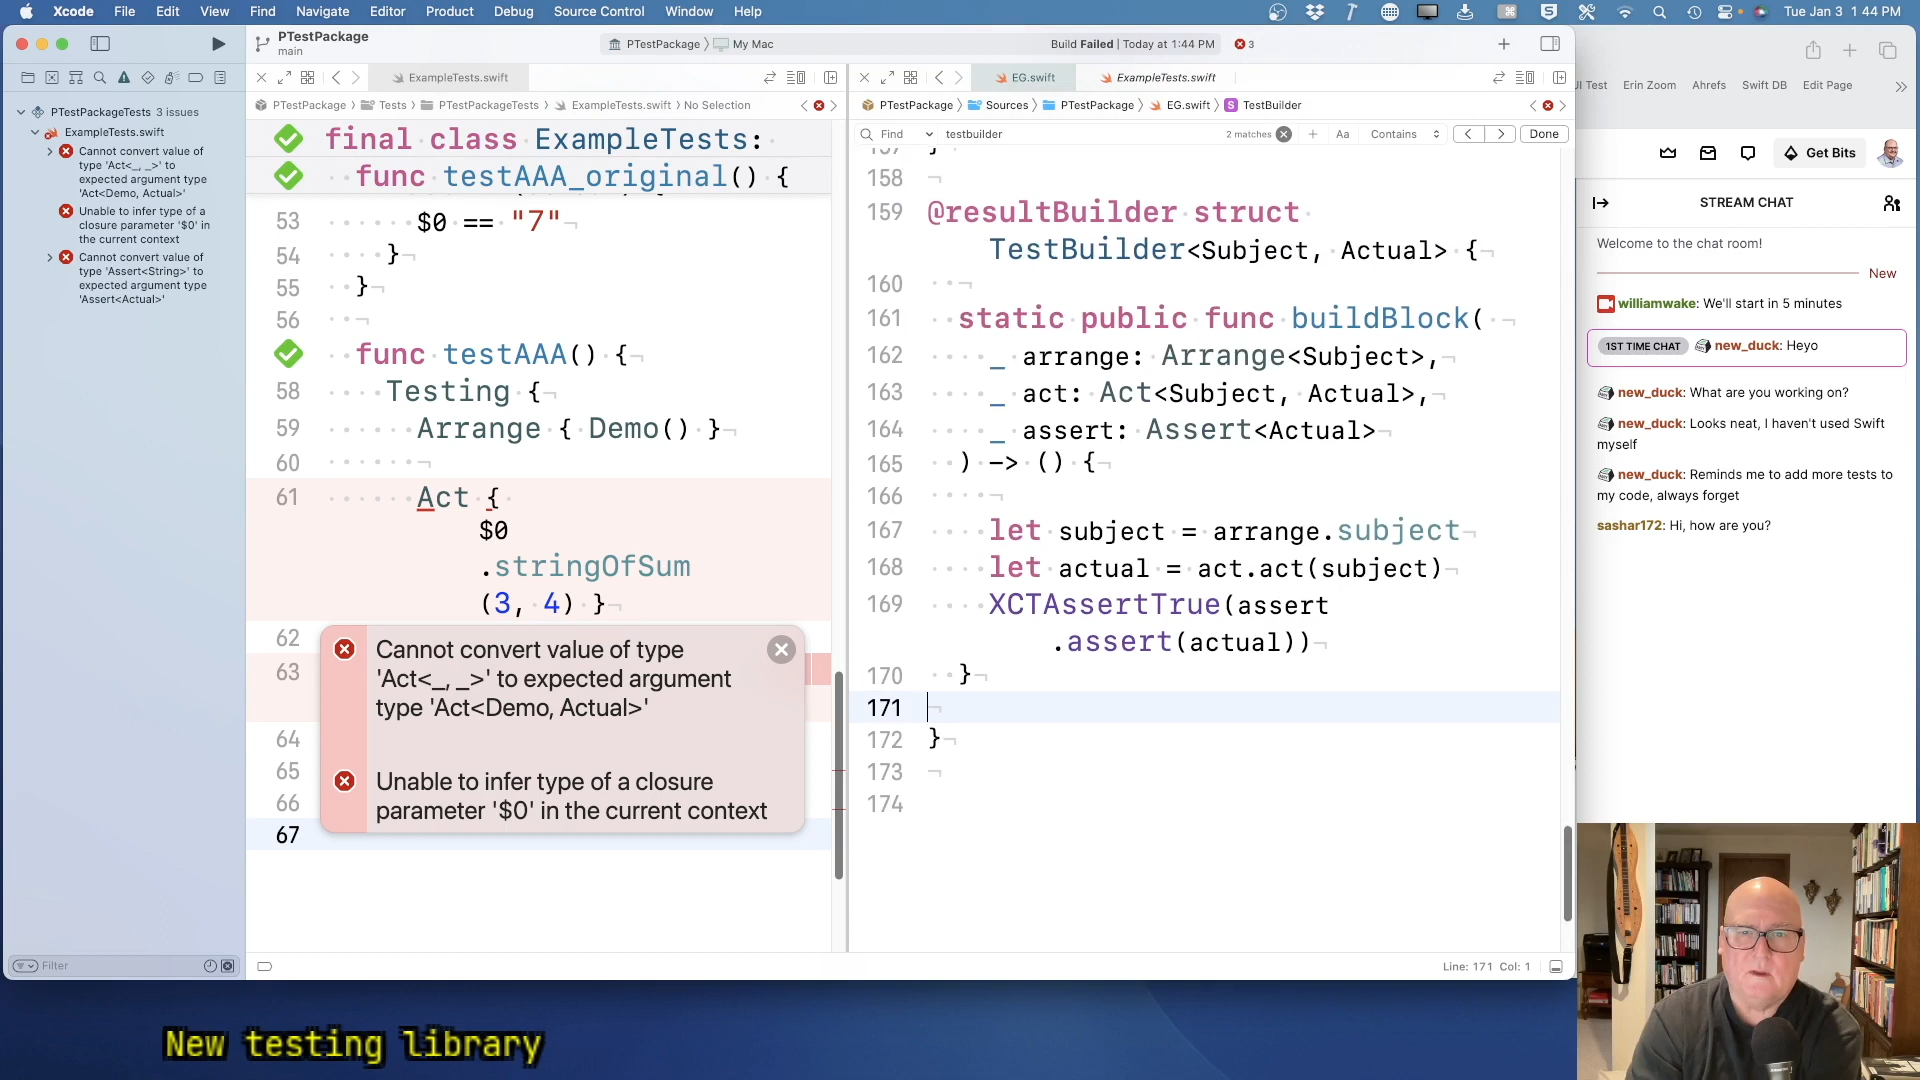 Xcode File Edit View Find Navigate Editor Product Debug Source Control Window Help
Tue Jan 3 1:44 PM
PTestPackage
main
PTestPackage My Mac
Build Failed | Today at 1:44 PM
3
ExampleTests.swift
EG.swift
ExampleTests.swift
PTestPackage Tests PTestPackageTests ExampleTests.swift No Selection
PTestPackage Sources PTestPackage EG.swift TestBuilder
Find testbuilder 2 matches Aa Contains Done
PTestPackageTests 3 issues
ExampleTests.swift
Cannot convert value of
type 'Act<_, _>' to
expected argument
type 'Act<Demo, Actual>'
Unable to infer type of a
closure parameter '$0' in
the current context
Cannot convert value of
type 'Assert<String>' to
expected argument type
'Assert<Actual>'
Filter
final class ExampleTests:
func testAAA_original() {
53 $0 == "7"
54 }
55 }
56
func testAAA() {
58 Testing {
59 Arrange { Demo() }
60
61 Act {
$0
.stringOfSum
(3, 4) }
62
63
64
65
66
67
Cannot convert value of type
'Act<_, _>' to expected argument
type 'Act<Demo, Actual>'
Unable to infer type of a closure
parameter '$0' in the current context
158
159 @resultBuilder struct
TestBuilder<Subject, Actual> {
160
161 static public func buildBlock(
162 _ arrange: Arrange<Subject>,
163 _ act: Act<Subject, Actual>,
164 _ assert: Assert<Actual>
165 ) -> () {
166
167 let subject = arrange.subject
168 let actual = act.act(subject)
169 XCTAssertTrue(assert
.assert(actual))
170 }
171
172 }
173
174
Line: 171 Col: 1
UI Test Erin Zoom Ahrefs Swift DB Edit Page
Get Bits
STREAM CHAT
Welcome to the chat room!
New
williamwake: We'll start in 5 minutes
1ST TIME CHAT new_duck: Heyo
new_duck: What are you working on?
new_duck: Looks neat, I haven't used Swift
myself
new_duck: Reminds me to add more tests to
my code, always forget
sashar172: Hi, how are you?
New testing library